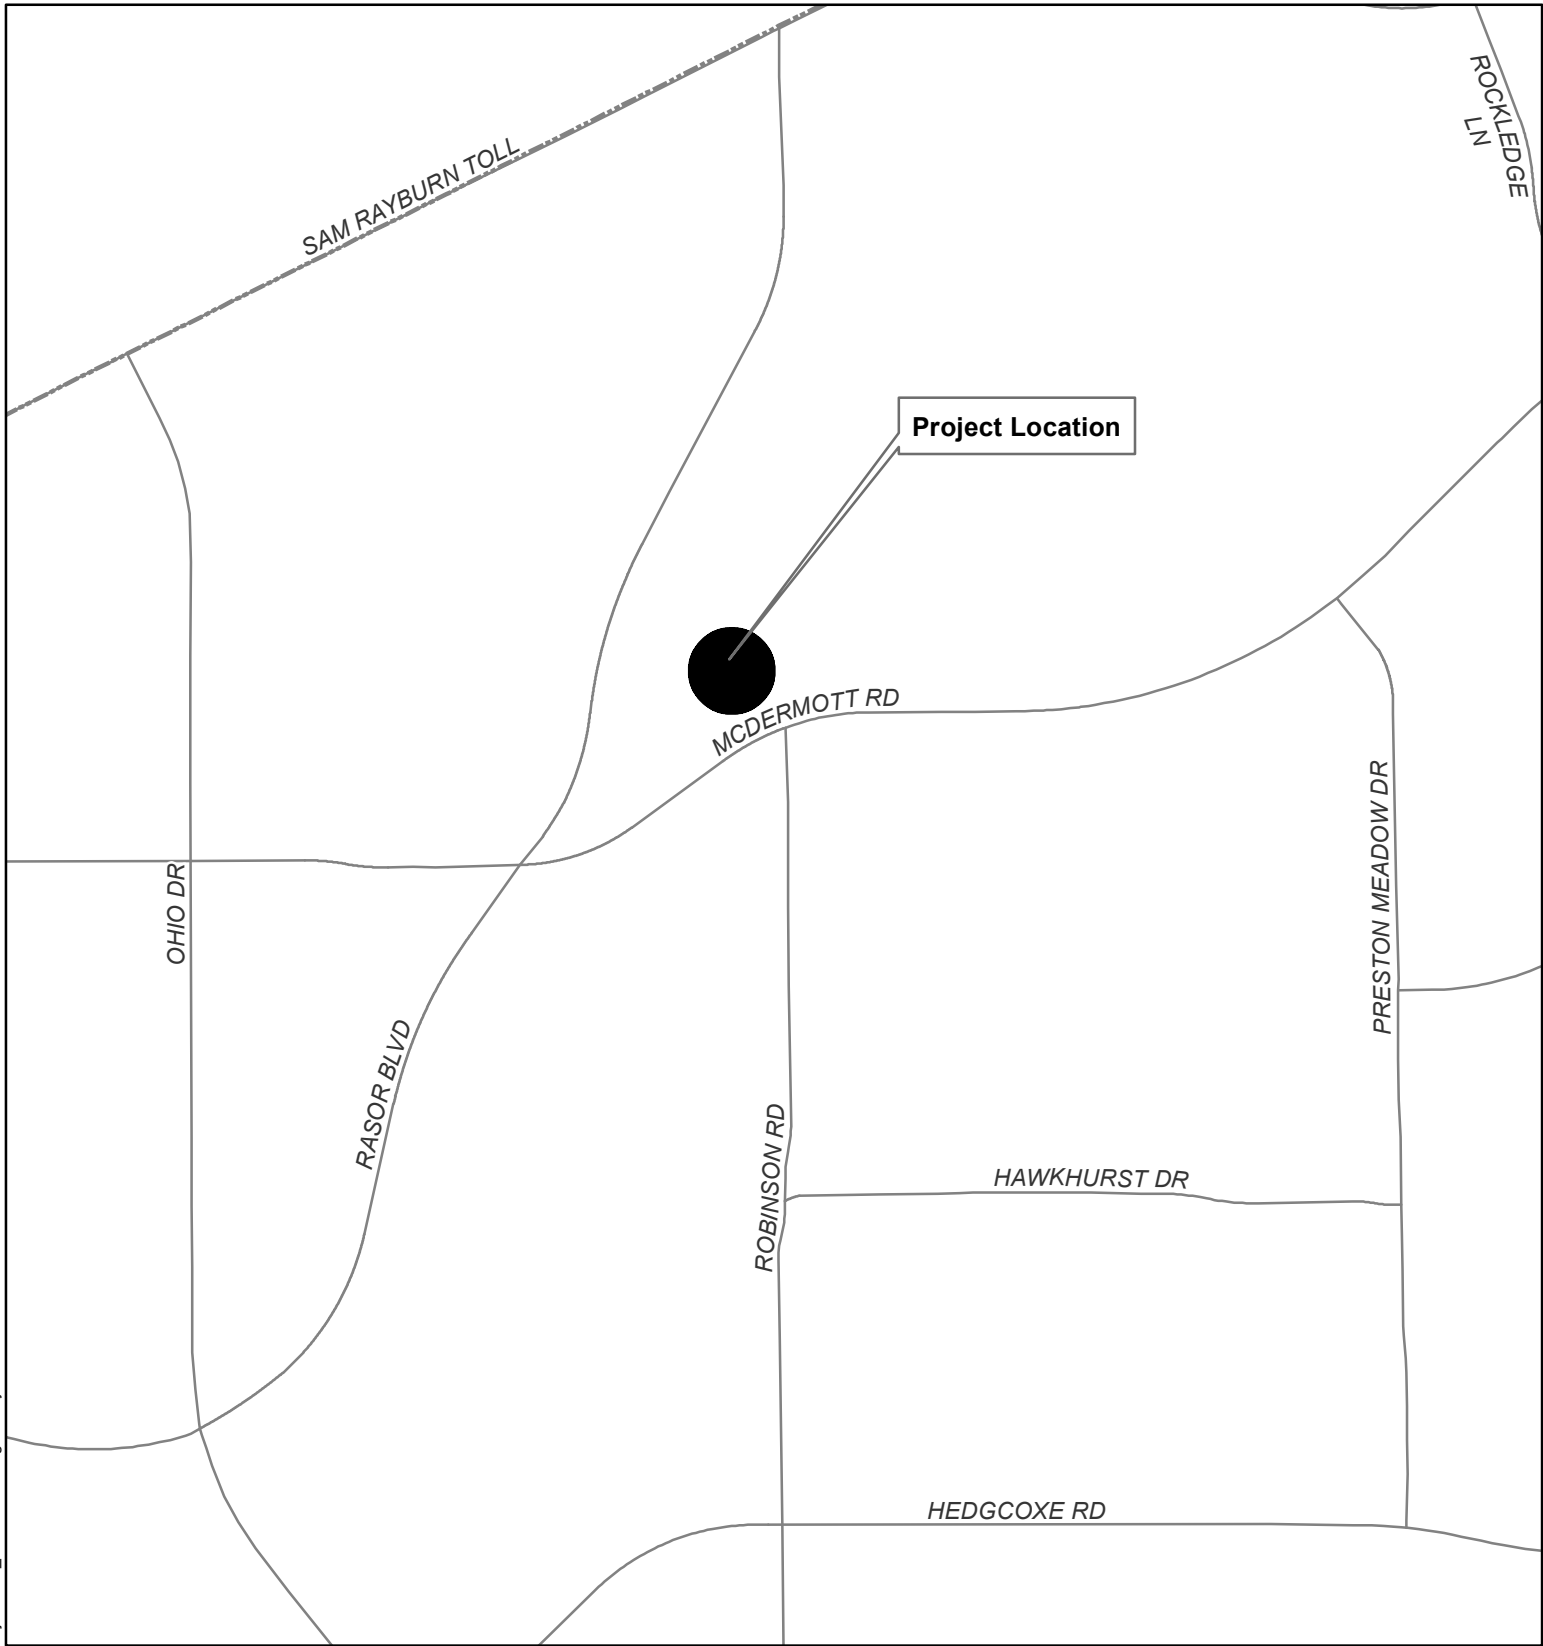 ROCKLEDGE
LN
SAM RAYBURN TOLL
Project Location
MCDERMOTT RD
PRESTON MEADOW DR
OHIO DR
RASOR BLVD
ROBINSON RD
HAWKHURST DR
HEDGCOXE RD